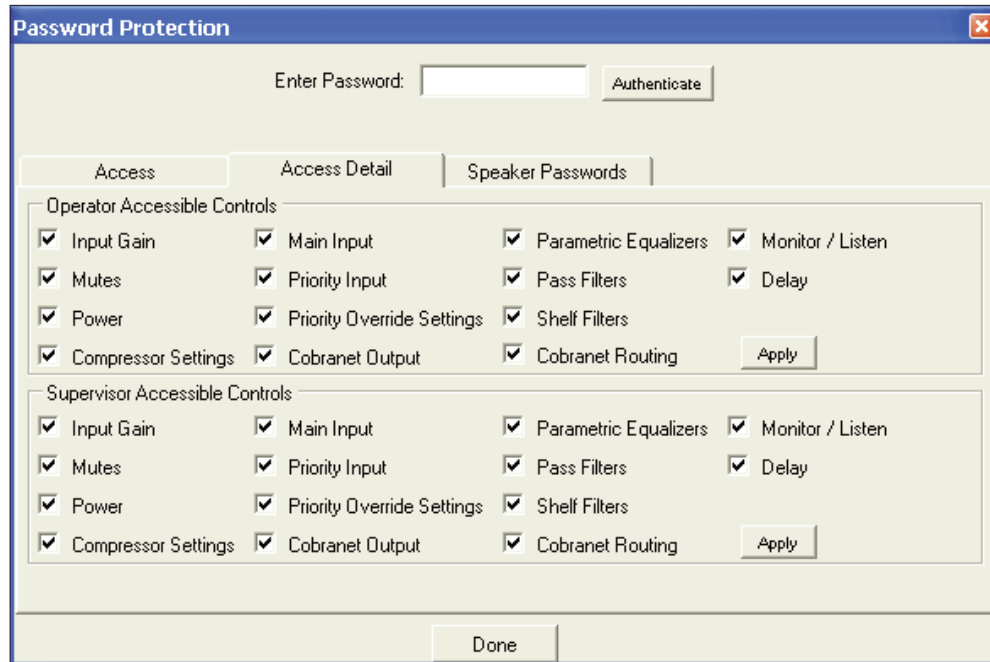 Password Protection
Enter Password: Authenticate
Access Access Detail Speaker Passwords
Operator Accessible Controls
Input Gain Main Input Parametric Equalizers Monitor / Listen
Mutes Priority Input Pass Filters Delay
Power Priority Override Settings Shelf Filters
Compressor Settings Cobranet Output Cobranet Routing Apply
Supervisor Accessible Controls
Input Gain Main Input Parametric Equalizers Monitor / Listen
Mutes Priority Input Pass Filters Delay
Power Priority Override Settings Shelf Filters
Compressor Settings Cobranet Output Cobranet Routing Apply
Done